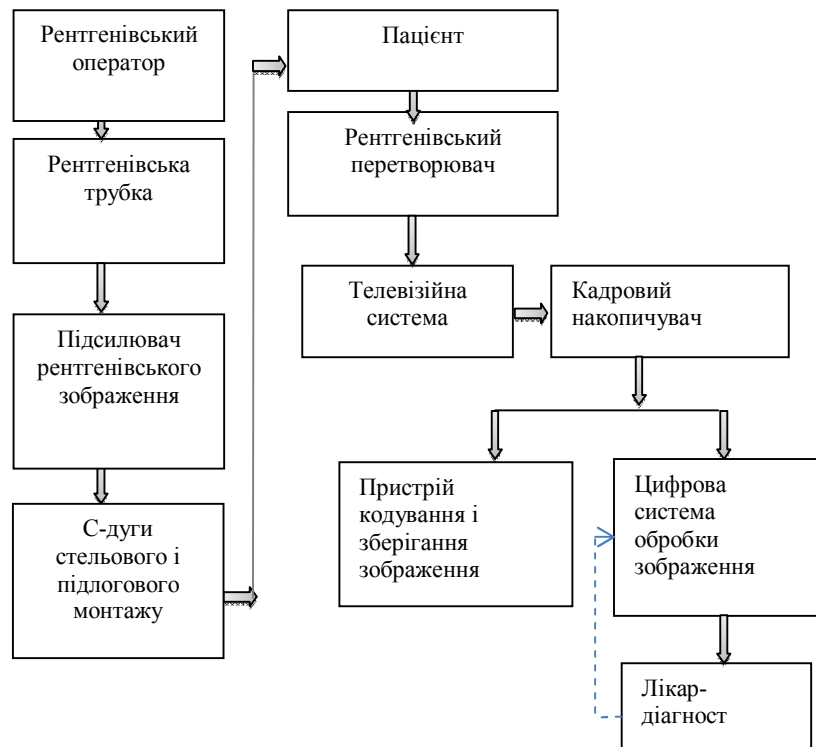 Рентгенівський
оператор
Рентгенівська
трубка
Підсилювач
рентгенівського
зображення
С-дуги
стельового і
підлогового
монтажу
Пацієнт
Рентгенівський
перетворювач
Телевізійна
система
Кадровий
накопичувач
Пристрій
кодування і
зберігання
зображення
Цифрова
система
обробки
зображення
Лікар-
діагност